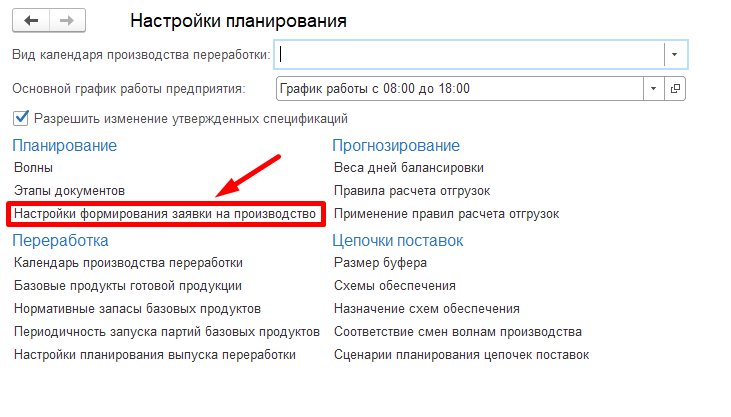 Настройки планирования
Вид календаря производства переработки:
Основной график работы предприятия: График работы с 08:00 до 18:00
Разрешить изменение утвержденных спецификаций
Планирование
Волны
Этапы документов
Настройки формирования заявки на производство
Прогнозирование
Веса дней балансировки
Правила расчета отгрузок
Применение правил расчета отгрузок
Переработка
Календарь производства переработки
Базовые продукты готовой продукции
Нормативные запасы базовых продуктов
Периодичность запуска партий базовых продуктов
Настройки планирования выпуска переработки
Цепочки поставок
Размер буфера
Схемы обеспечения
Назначение схем обеспечения
Соответствие смен волнам производства
Сценарии планирования цепочек поставок